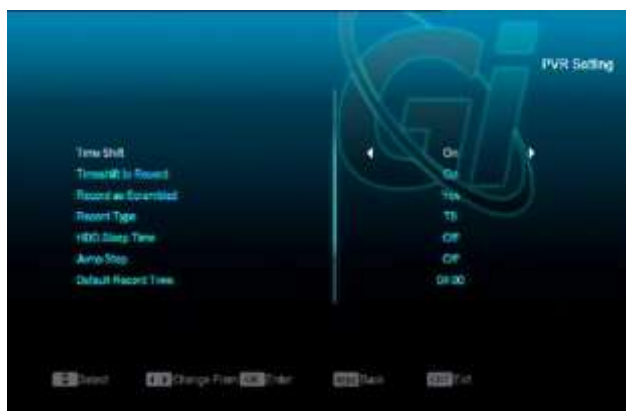 PVR Setting
Time Shift On
Timeshift to Record
Record as Scrambled Yes
Record Type TS
HDD Sleep Time Off
Jump Step Off
Default Record Time
Select Change Enter Back Exit